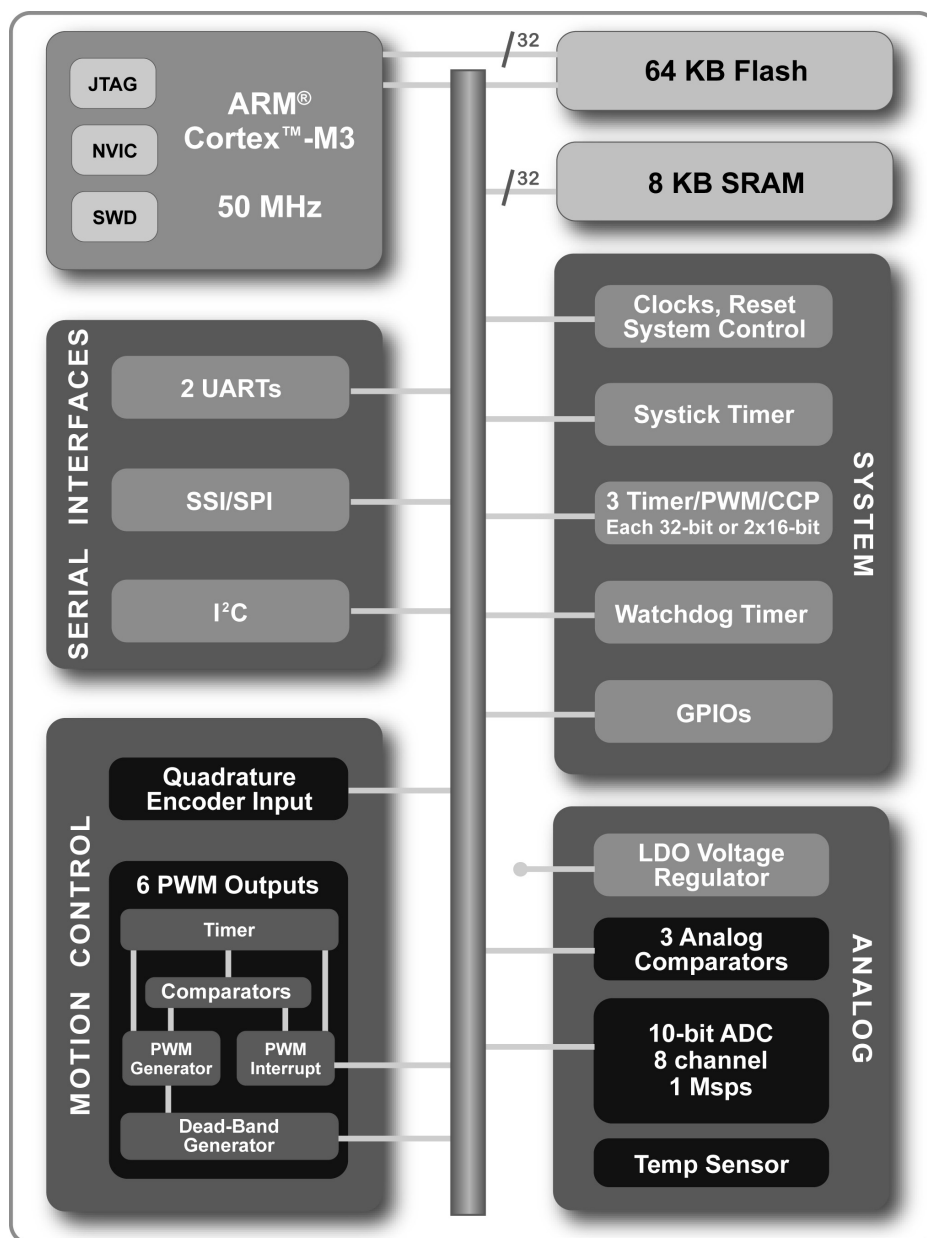 JTAG
NVIC
SWD
ARM®
Cortex™-M3
50 MHz
32
64 KB Flash
32
8 KB SRAM
SERIAL INTERFACES
2 UARTs
SSI/SPI
I²C
SYSTEM
Clocks, Reset
System Control
Systick Timer
3 Timer/PWM/CCP
Each 32-bit or 2x16-bit
Watchdog Timer
GPIOs
MOTION CONTROL
Quadrature
Encoder Input
6 PWM Outputs
Timer
Comparators
PWM
Generator
PWM
Interrupt
Dead-Band
Generator
ANALOG
LDO Voltage
Regulator
3 Analog
Comparators
10-bit ADC
8 channel
1 Msps
Temp Sensor